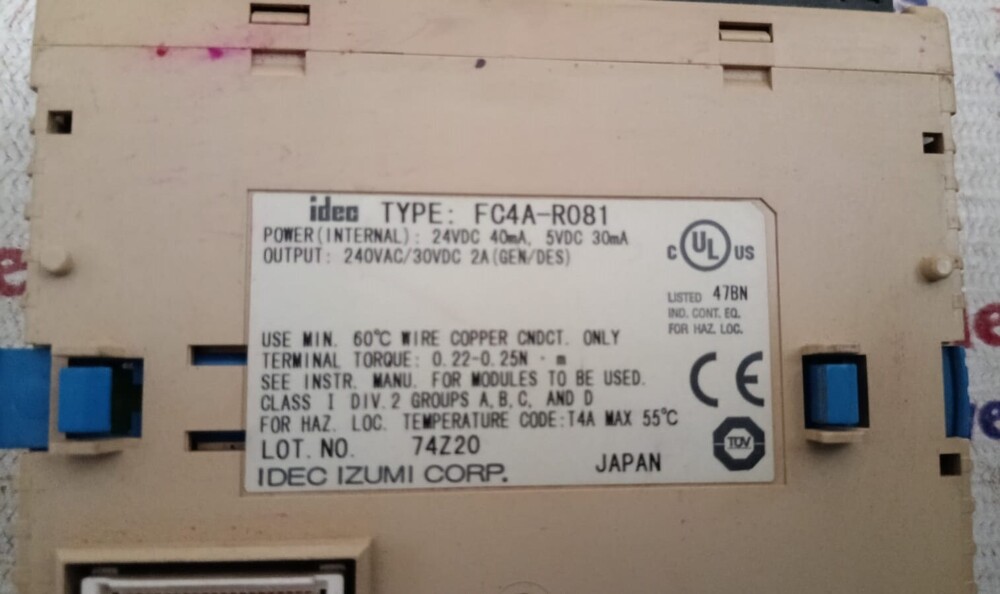 idec TYPE: FC4A-R081
POWER(INTERNAL): 24VDC 40mA, 5VDC 30mA
OUTPUT: 240VAC/30VDC 2A(GEN/DES)
C UL US
LISTED 47BN
IND. CONT. EQ.
FOR HAZ. LOC.
USE MIN. 60℃ WIRE COPPER CNDCT. ONLY
TERMINAL TORQUE: 0.22-0.25N · m
SEE INSTR. MANU. FOR MODULES TO BE USED.
CLASS I DIV.2 GROUPS A,B,C, AND D
FOR HAZ. LOC. TEMPERATURE CODE:T4A MAX 55℃
CE
LOT. NO. 74Z20
TÜV
IDEC IZUMI CORP. JAPAN